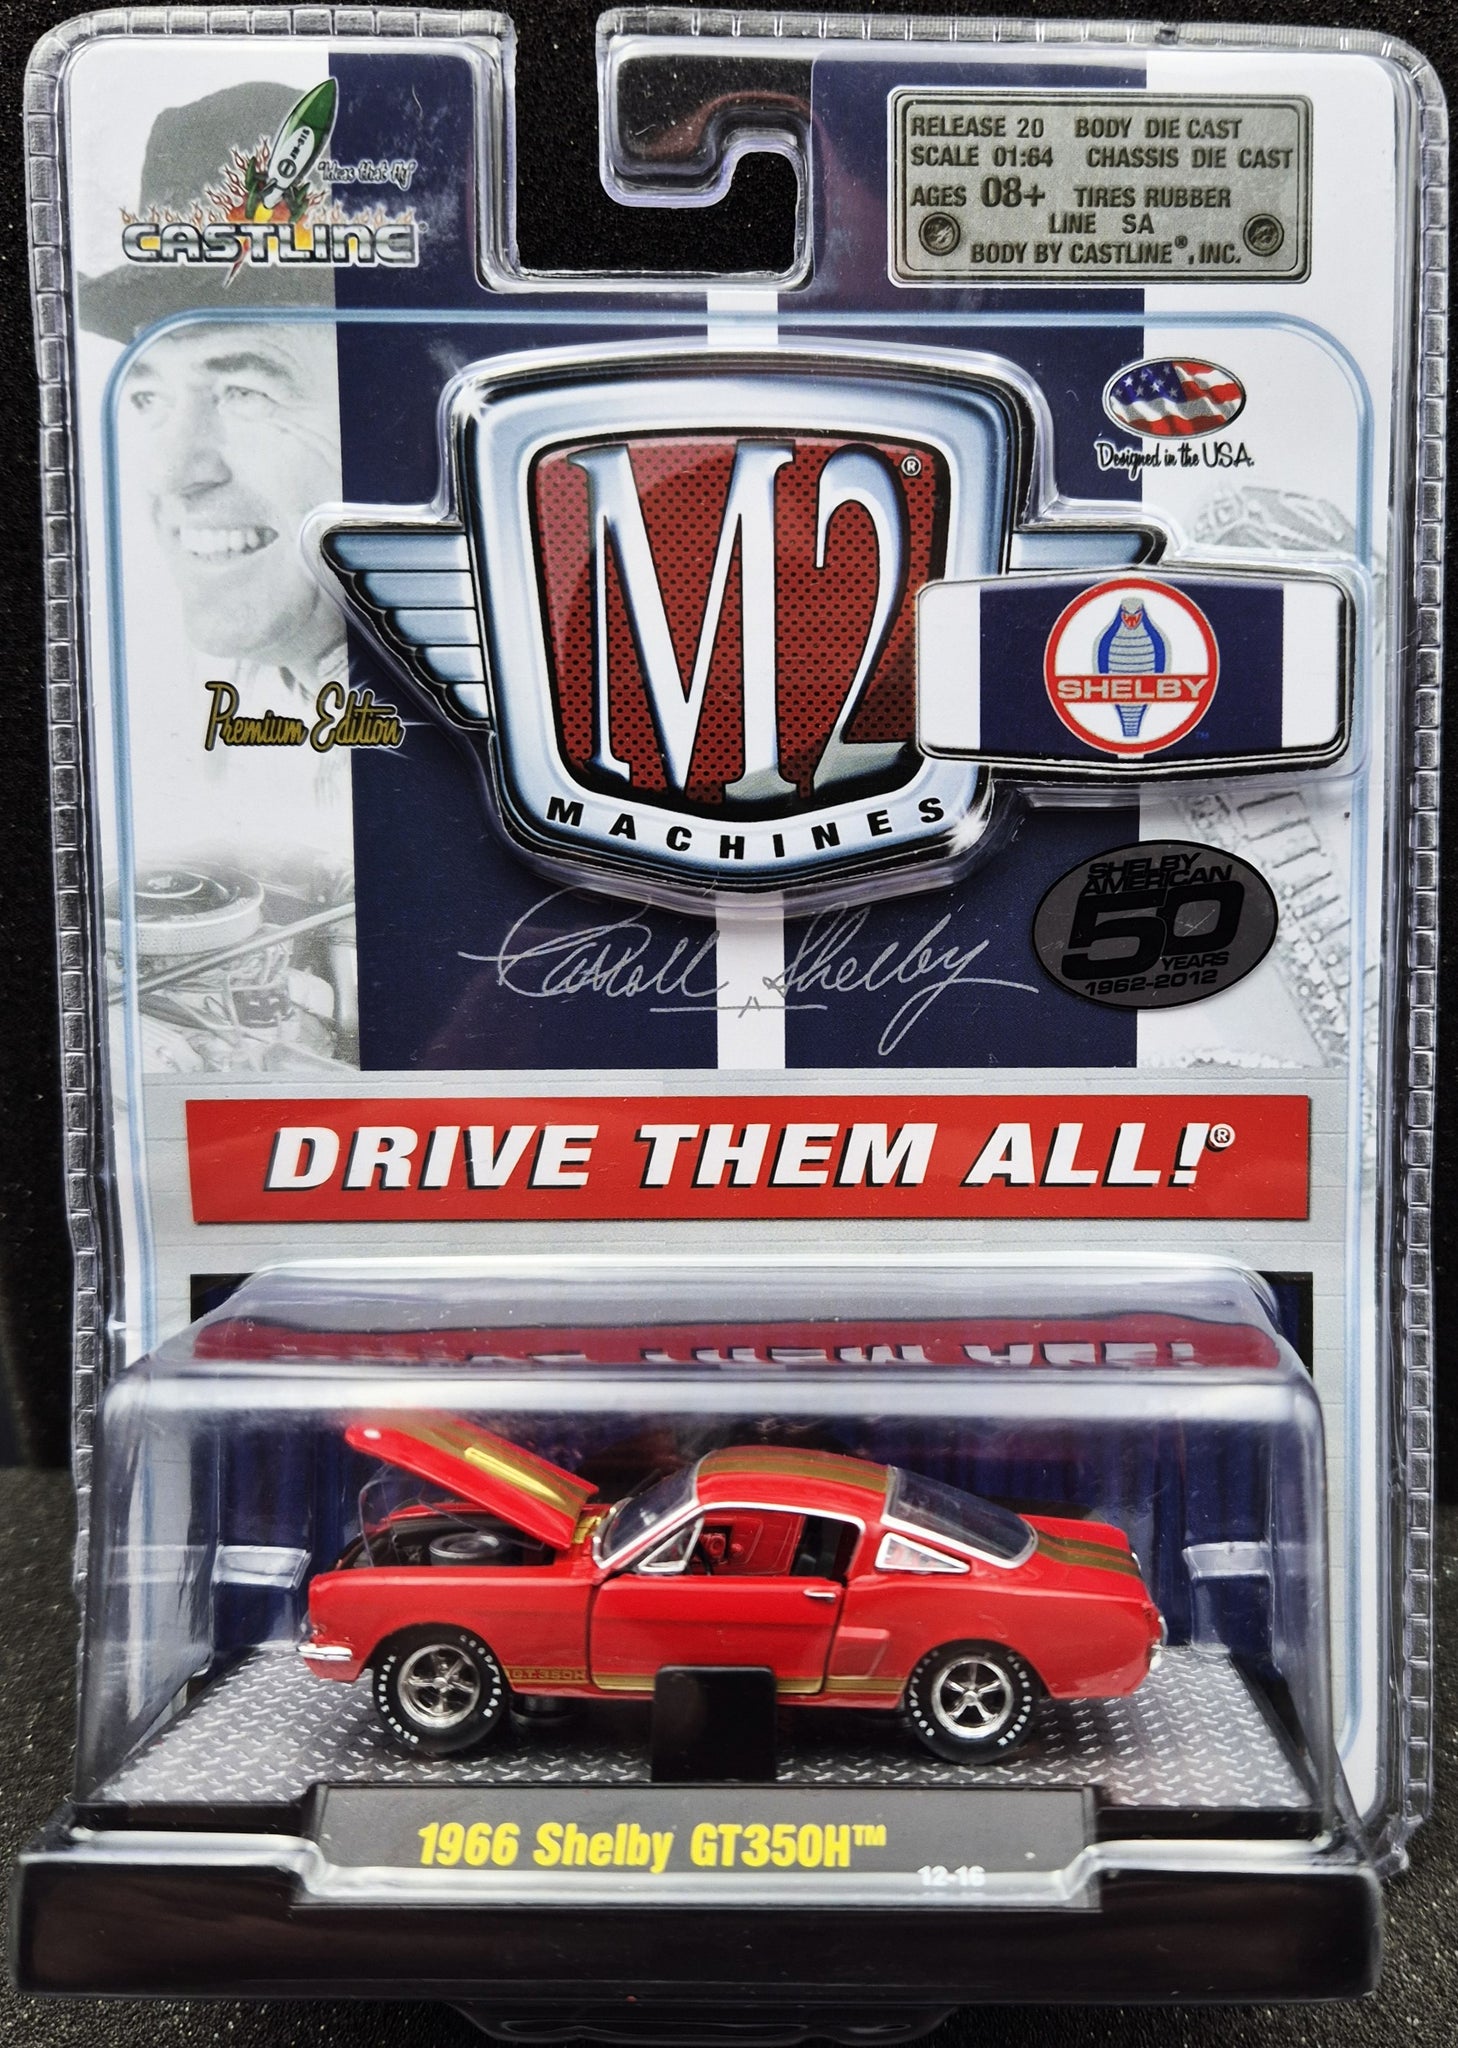 Ideas that fly
CASTLINE®
RELEASE 20 BODY DIE CAST
SCALE 01:64 CHASSIS DIE CAST
AGES 08+ TIRES RUBBER
LINE SA
BODY BY CASTLINE®, INC.
Designed in the USA.
M2®
MACHINES
SHELBY™
Premium Edition
Carroll Shelby
SHELBY
AMERICAN
50
YEARS
1962-2012
DRIVE THEM ALL!®
GT350H
GOODYEAR
1966 Shelby GT350H™
12-16